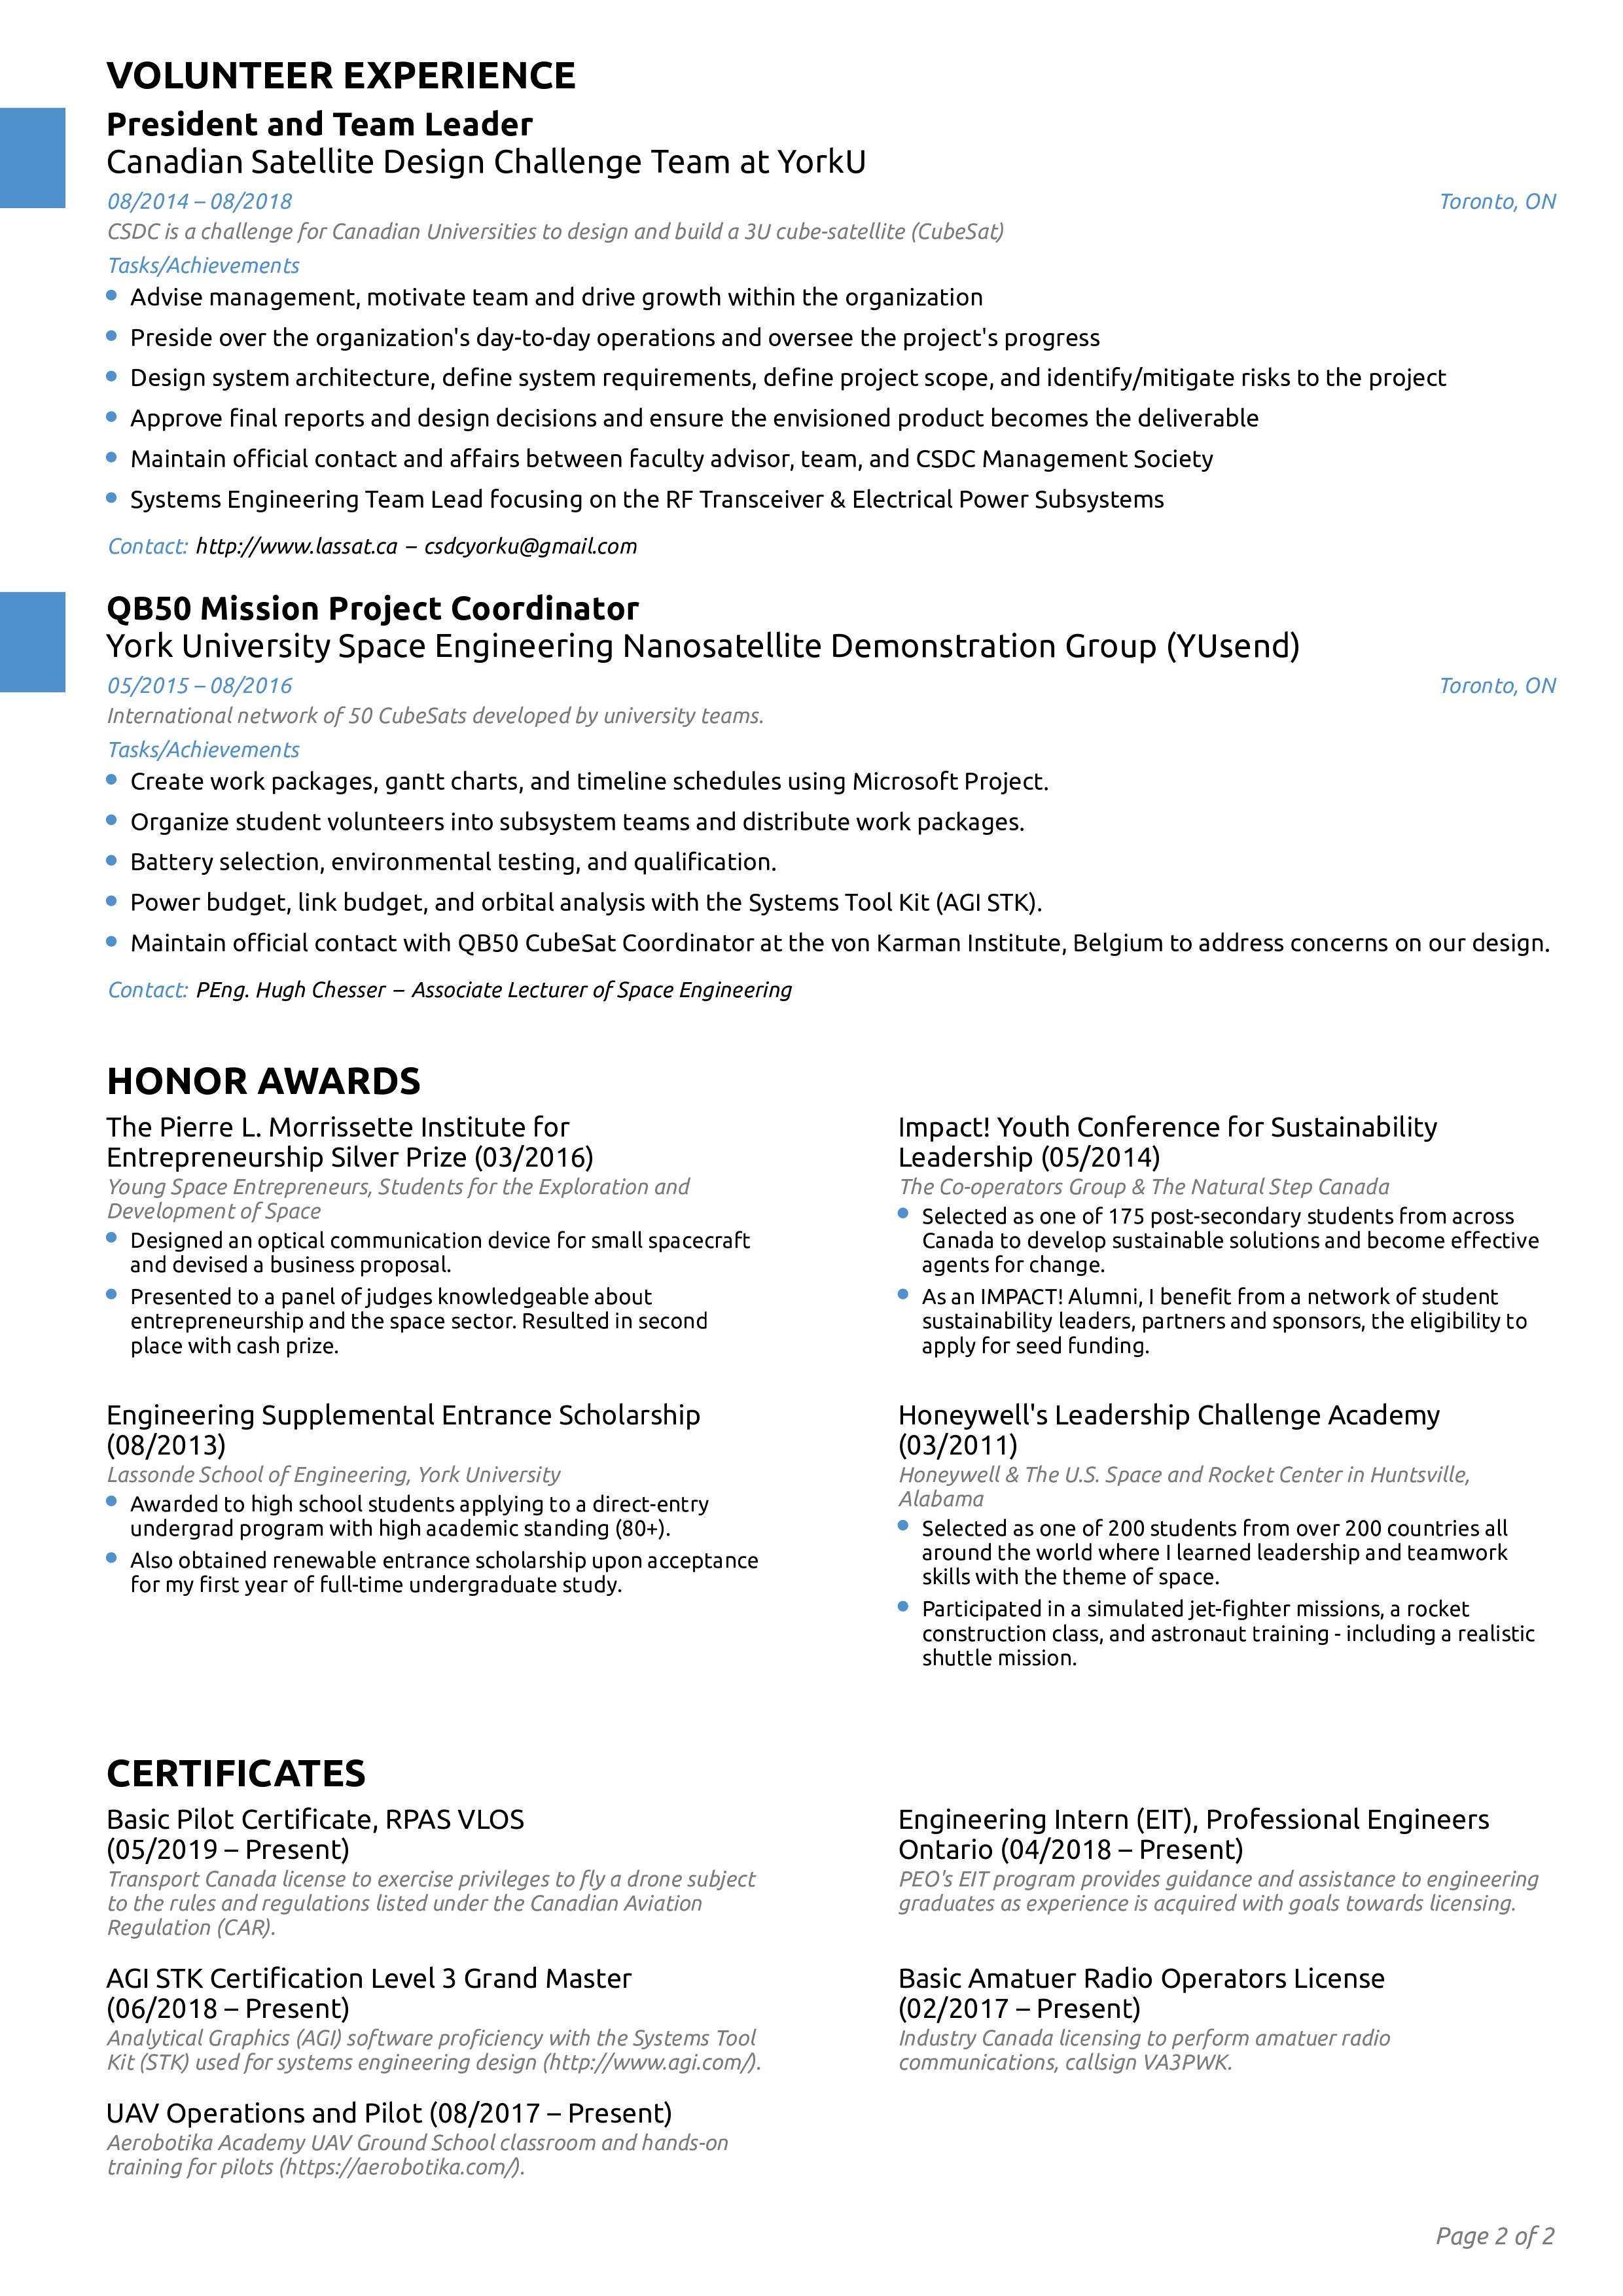 VOLUNTEER EXPERIENCE
President and Team Leader
Canadian Satellite Design Challenge Team at YorkU
08/2014 – 08/2018 Toronto, ON
CSDC is a challenge for Canadian Universities to design and build a 3U cube-satellite (CubeSat)
Tasks/Achievements
Advise management, motivate team and drive growth within the organization
Preside over the organization's day-to-day operations and oversee the project's progress
Design system architecture, define system requirements, define project scope, and identify/mitigate risks to the project
Approve final reports and design decisions and ensure the envisioned product becomes the deliverable
Maintain official contact and affairs between faculty advisor, team, and CSDC Management Society
Systems Engineering Team Lead focusing on the RF Transceiver & Electrical Power Subsystems
Contact: http://www.lassat.ca – csdcyorku@gmail.com
QB50 Mission Project Coordinator
York University Space Engineering Nanosatellite Demonstration Group (YUsend)
05/2015 – 08/2016 Toronto, ON
International network of 50 CubeSats developed by university teams.
Tasks/Achievements
Create work packages, gantt charts, and timeline schedules using Microsoft Project.
Organize student volunteers into subsystem teams and distribute work packages.
Battery selection, environmental testing, and qualification.
Power budget, link budget, and orbital analysis with the Systems Tool Kit (AGI STK).
Maintain official contact with QB50 CubeSat Coordinator at the von Karman Institute, Belgium to address concerns on our design.
Contact: PEng. Hugh Chesser – Associate Lecturer of Space Engineering
HONOR AWARDS
The Pierre L. Morrissette Institute for
Entrepreneurship Silver Prize (03/2016)
Young Space Entrepreneurs, Students for the Exploration and
Development of Space
Designed an optical communication device for small spacecraft
and devised a business proposal.
Presented to a panel of judges knowledgeable about
entrepreneurship and the space sector. Resulted in second
place with cash prize.
Impact! Youth Conference for Sustainability
Leadership (05/2014)
The Co-operators Group & The Natural Step Canada
Selected as one of 175 post-secondary students from across
Canada to develop sustainable solutions and become effective
agents for change.
As an IMPACT! Alumni, I benefit from a network of student
sustainability leaders, partners and sponsors, the eligibility to
apply for seed funding.
Engineering Supplemental Entrance Scholarship
(08/2013)
Lassonde School of Engineering, York University
Awarded to high school students applying to a direct-entry
undergrad program with high academic standing (80+).
Also obtained renewable entrance scholarship upon acceptance
for my first year of full-time undergraduate study.
Honeywell's Leadership Challenge Academy
(03/2011)
Honeywell & The U.S. Space and Rocket Center in Huntsville,
Alabama
Selected as one of 200 students from over 200 countries all
around the world where I learned leadership and teamwork
skills with the theme of space.
Participated in a simulated jet-fighter missions, a rocket
construction class, and astronaut training - including a realistic
shuttle mission.
CERTIFICATES
Basic Pilot Certificate, RPAS VLOS
(05/2019 – Present)
Transport Canada license to exercise privileges to fly a drone subject
to the rules and regulations listed under the Canadian Aviation
Regulation (CAR).
Engineering Intern (EIT), Professional Engineers
Ontario (04/2018 – Present)
PEO's EIT program provides guidance and assistance to engineering
graduates as experience is acquired with goals towards licensing.
AGI STK Certification Level 3 Grand Master
(06/2018 – Present)
Analytical Graphics (AGI) software proficiency with the Systems Tool
Kit (STK) used for systems engineering design (http://www.agi.com/).
Basic Amatuer Radio Operators License
(02/2017 – Present)
Industry Canada licensing to perform amatuer radio
communications, callsign VA3PWK.
UAV Operations and Pilot (08/2017 – Present)
Aerobotika Academy UAV Ground School classroom and hands-on
training for pilots (https://aerobotika.com/).
Page 2 of 2